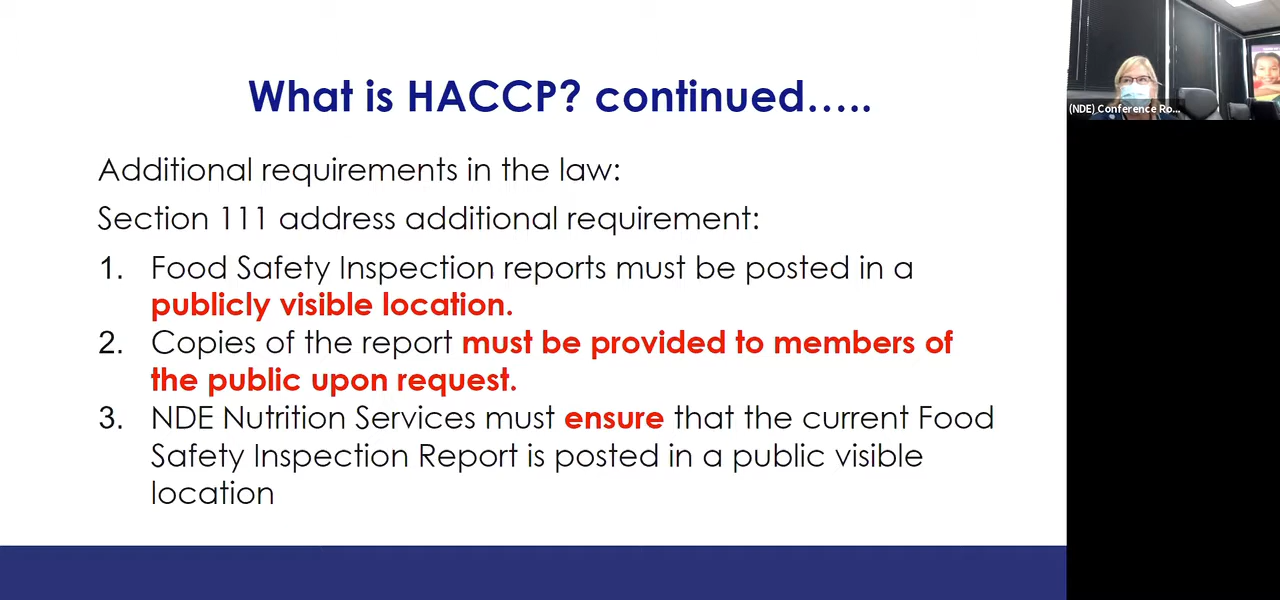 What is HACCP? continued…..
(NDE) Conference Ro...
Additional requirements in the law:
Section 111 address additional requirement:
1. Food Safety Inspection reports must be posted in a
publicly visible location.
2. Copies of the report must be provided to members of
the public upon request.
3. NDE Nutrition Services must ensure that the current Food
Safety Inspection Report is posted in a public visible
location